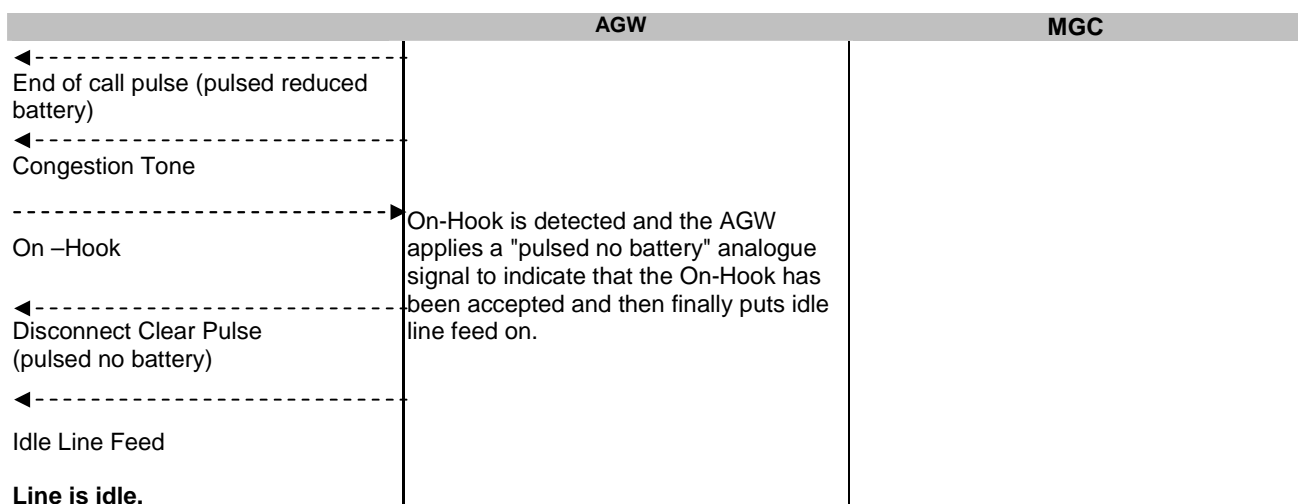 AGW MGC
End of call pulse (pulsed reduced
battery)
Congestion Tone
On –Hook
Disconnect Clear Pulse
(pulsed no battery)
Idle Line Feed
Line is idle.
On-Hook is detected and the AGW
applies a "pulsed no battery" analogue
signal to indicate that the On-Hook has
been accepted and then finally puts idle
line feed on.